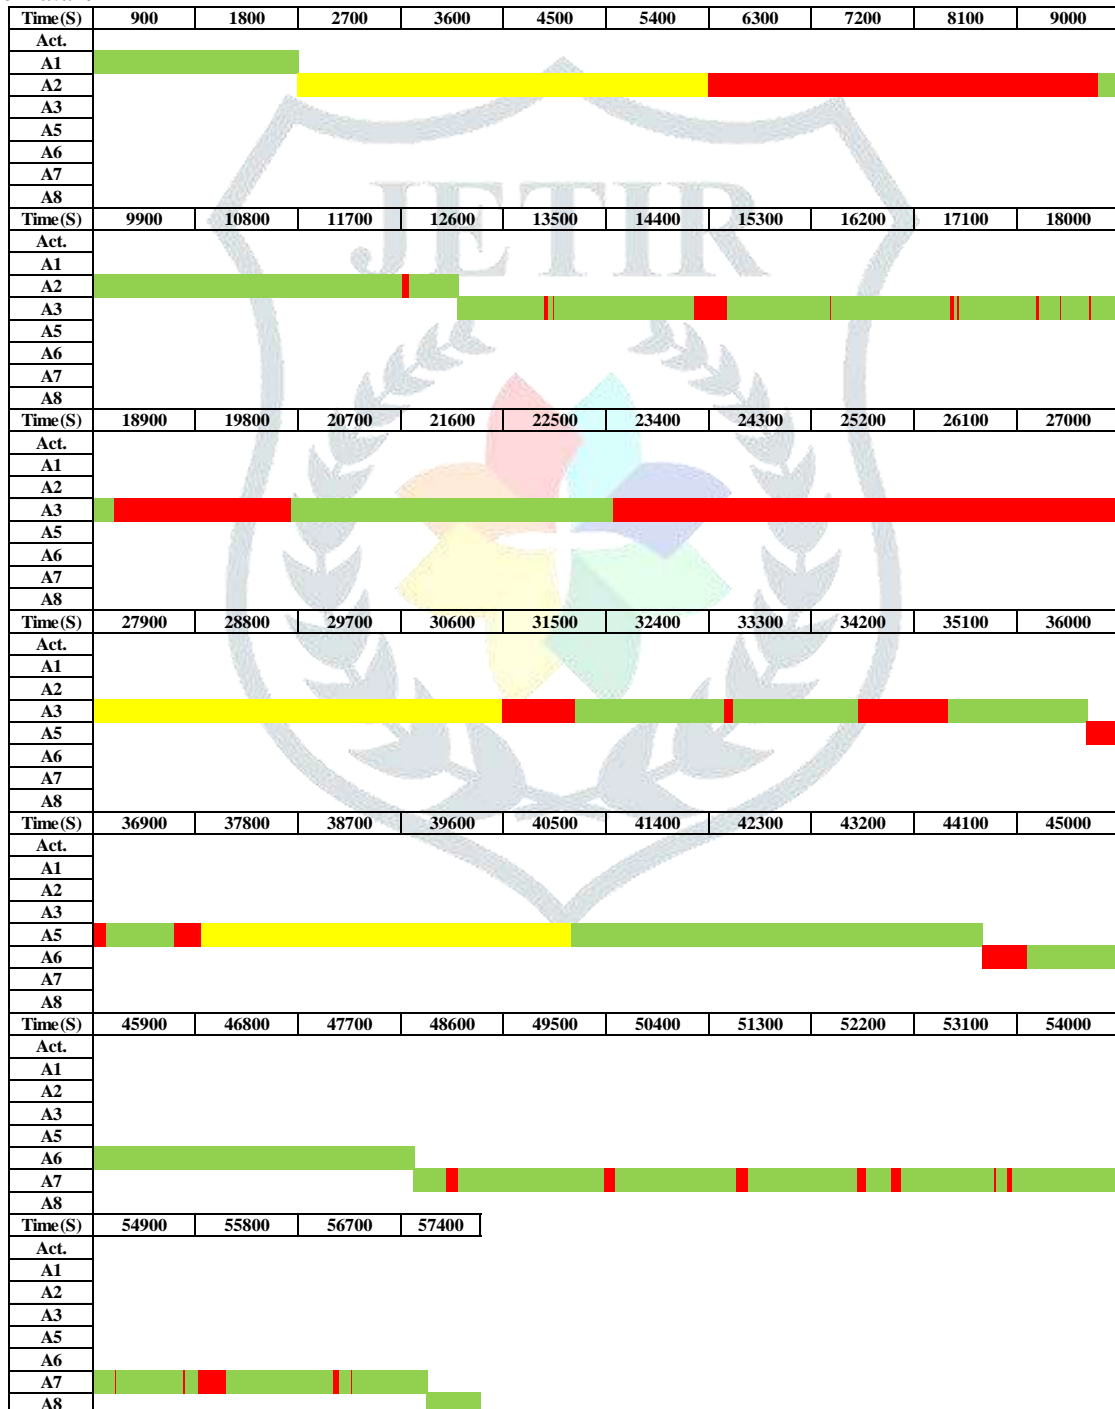 Time(S) 900 1800 2700 3600 4500 5400 6300 7200 8100 9000
Act.
A1
A2
A3
A5
A6
A7
A8
JETIR
Time(S) 9900 10800 11700 12600 13500 14400 15300 16200 17100 18000
Act.
A1
A2
A3
A5
A6
A7
A8
Time(S) 18900 19800 20700 21600 22500 23400 24300 25200 26100 27000
Act.
A1
A2
A3
A5
A6
A7
A8
Time(S) 27900 28800 29700 30600 31500 32400 33300 34200 35100 36000
Act.
A1
A2
A3
A5
A6
A7
A8
Time(S) 36900 37800 38700 39600 40500 41400 42300 43200 44100 45000
Act.
A1
A2
A3
A5
A6
A7
A8
Time(S) 45900 46800 47700 48600 49500 50400 51300 52200 53100 54000
Act.
A1
A2
A3
A5
A6
A7
A8
Time(S) 54900 55800 56700 57400
Act.
A1
A2
A3
A5
A6
A7
A8